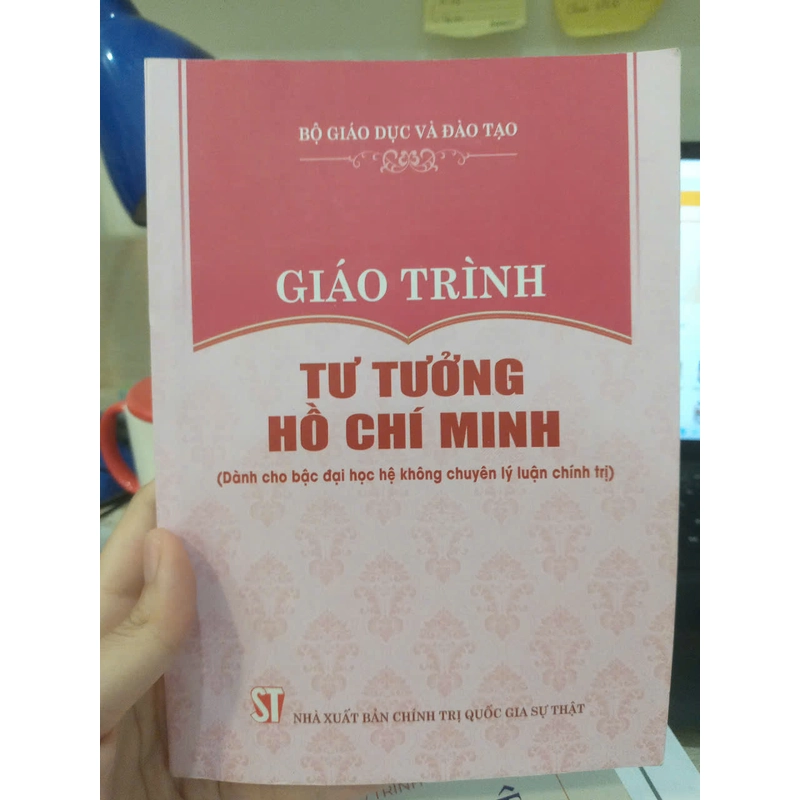 BỘ GIÁO DỤC VÀ ĐÀO TẠO
GIÁO TRÌNH
TƯ TƯỞNG
HỒ CHÍ MINH
(Dành cho bậc đại học hệ không chuyên lý luận chính trị)
ST
NHÀ XUẤT BẢN CHÍNH TRỊ QUỐC GIA SỰ THẬT